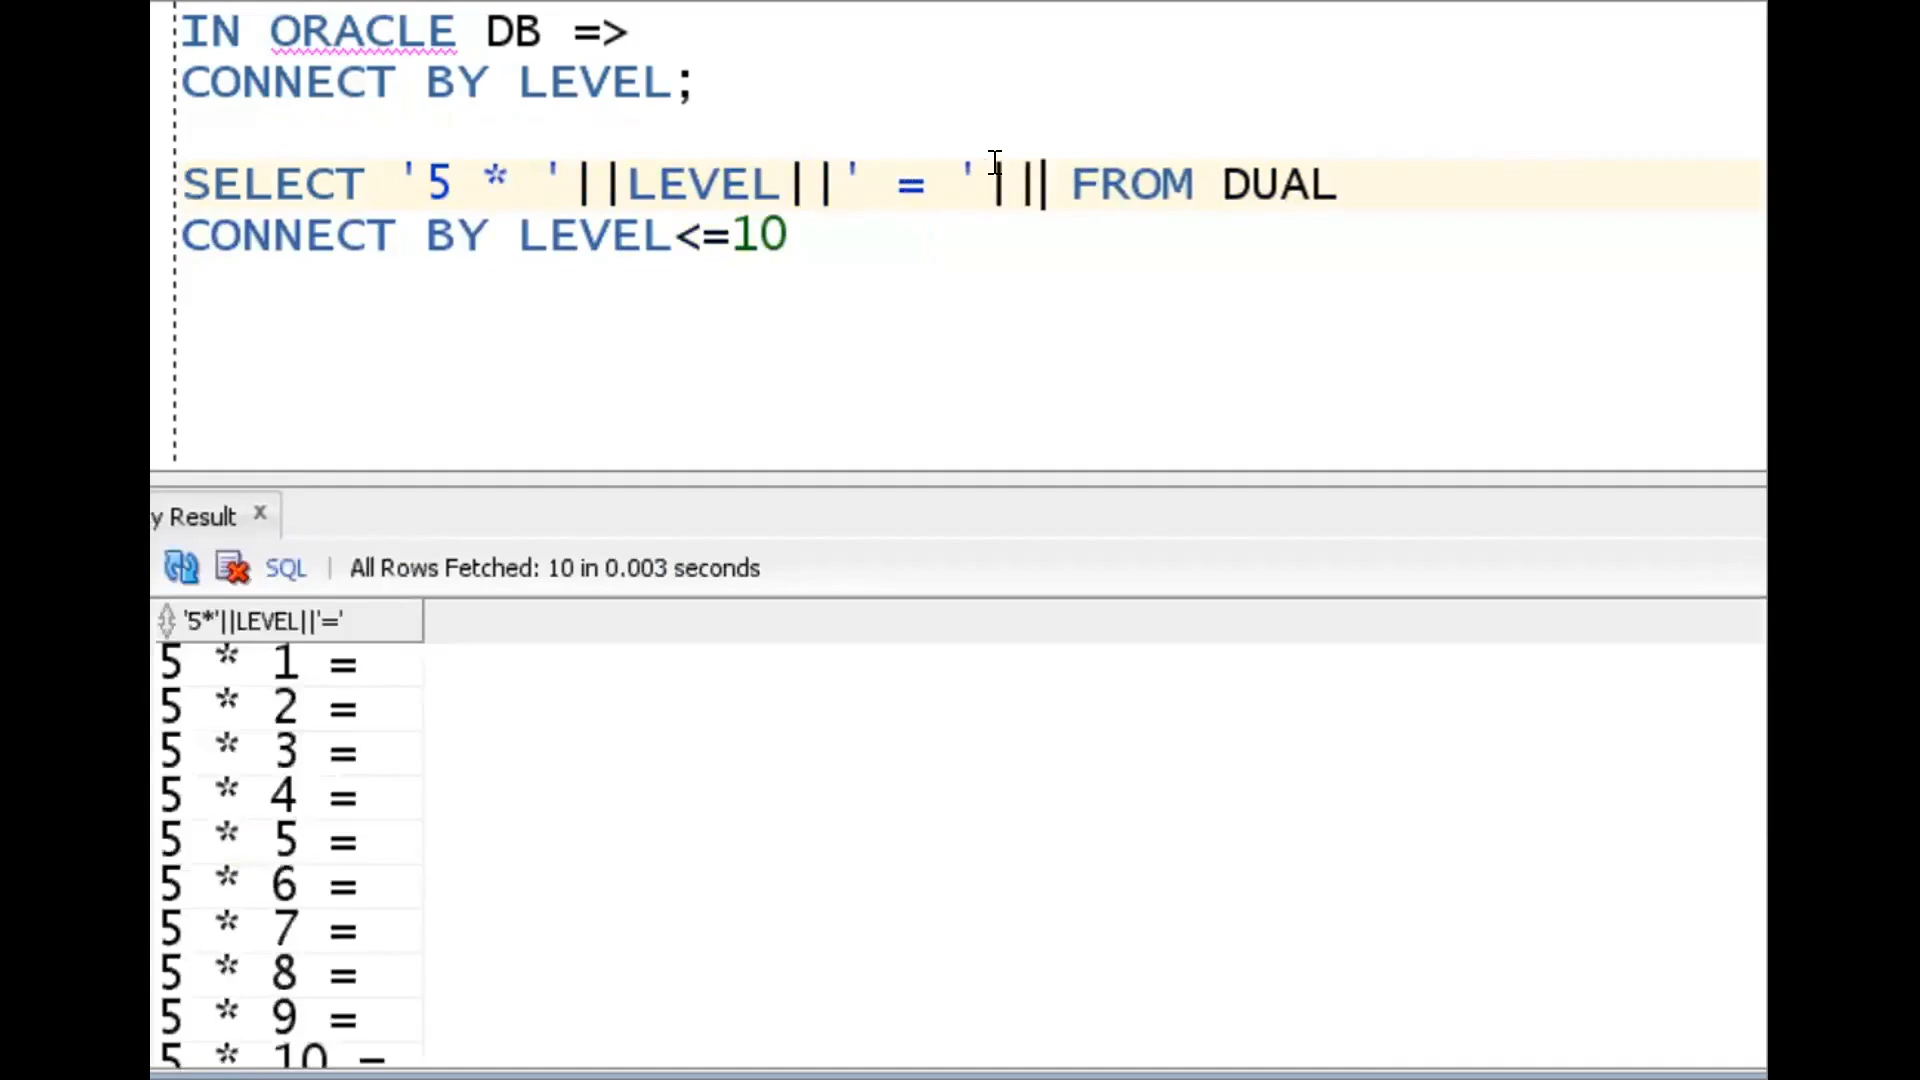 IN ORACLE DB =>
CONNECT BY LEVEL;
SELECT '5 * '||LEVEL||' = '|| FROM DUAL
CONNECT BY LEVEL<=10
y Result x
SQL | All Rows Fetched: 10 in 0.003 seconds
'5*'||LEVEL||'='
5 * 1 =
5 * 2 =
5 * 3 =
5 * 4 =
5 * 5 =
5 * 6 =
5 * 7 =
5 * 8 =
5 * 9 =
5 * 10 =